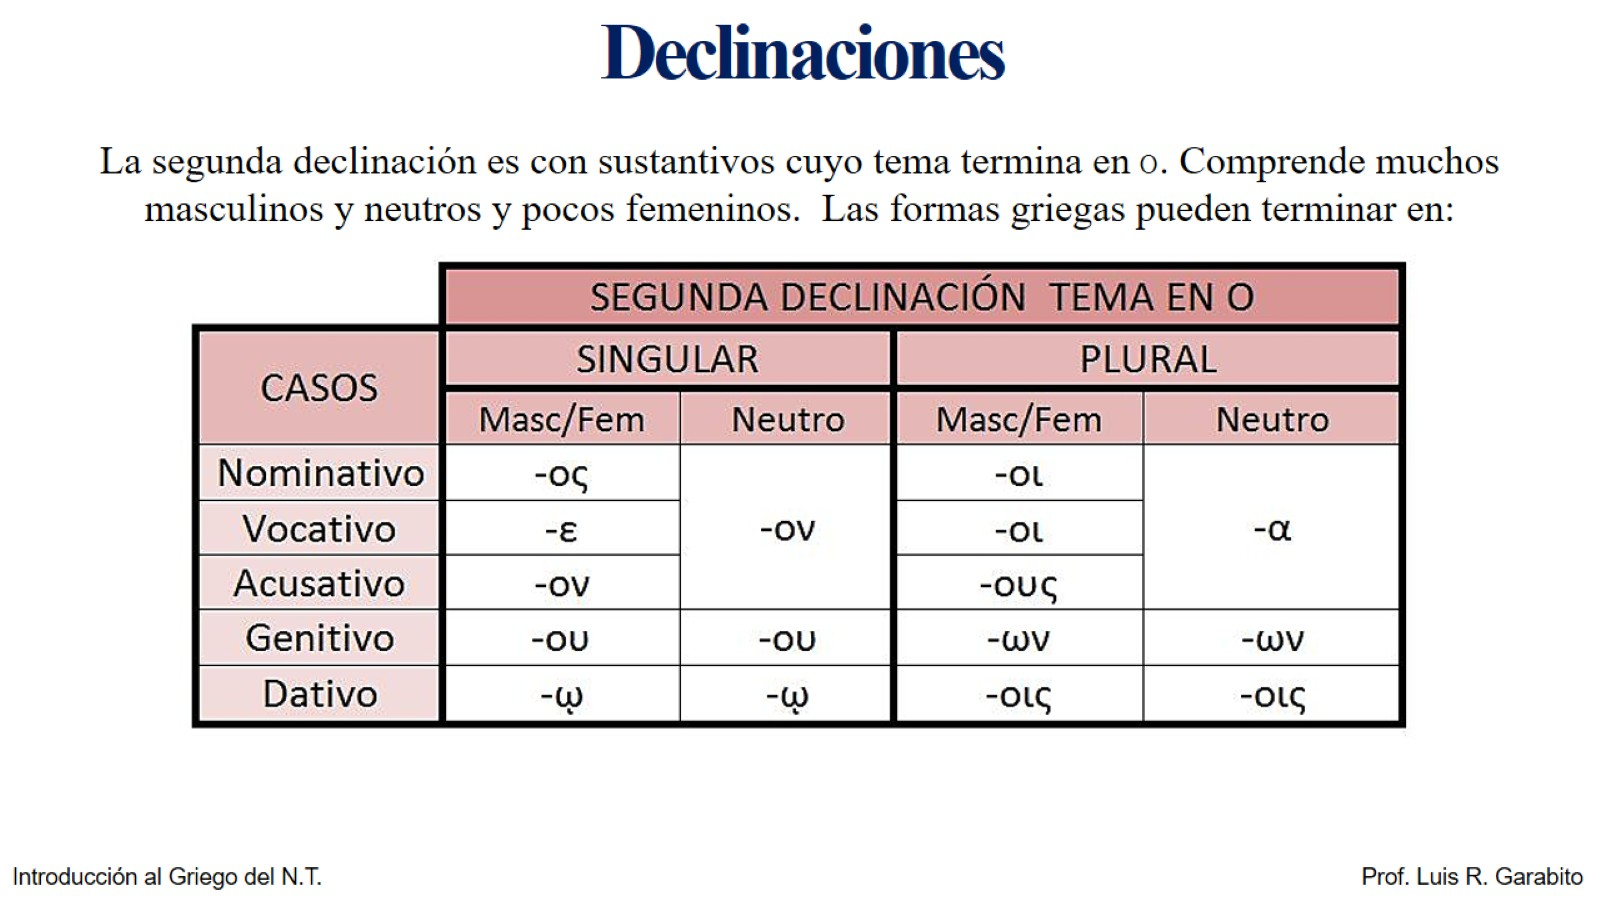 Declinaciones
La segunda declinación es con sustantivos cuyo tema termina en ο. Comprende muchos
masculinos y neutros y pocos femeninos. Las formas griegas pueden terminar en:
SEGUNDA DECLINACIÓN TEMA EN O
CASOS SINGULAR PLURAL
Masc/Fem Neutro Masc/Fem Neutro
Nominativo -ος -οι
Vocativo -ε -ον -οι -α
Acusativo -ον -ους
Genitivo -ου -ου -ων -ων
Dativo -ῳ -ῳ -οις -οις
Introducción al Griego del N.T. Prof. Luis R. Garabito